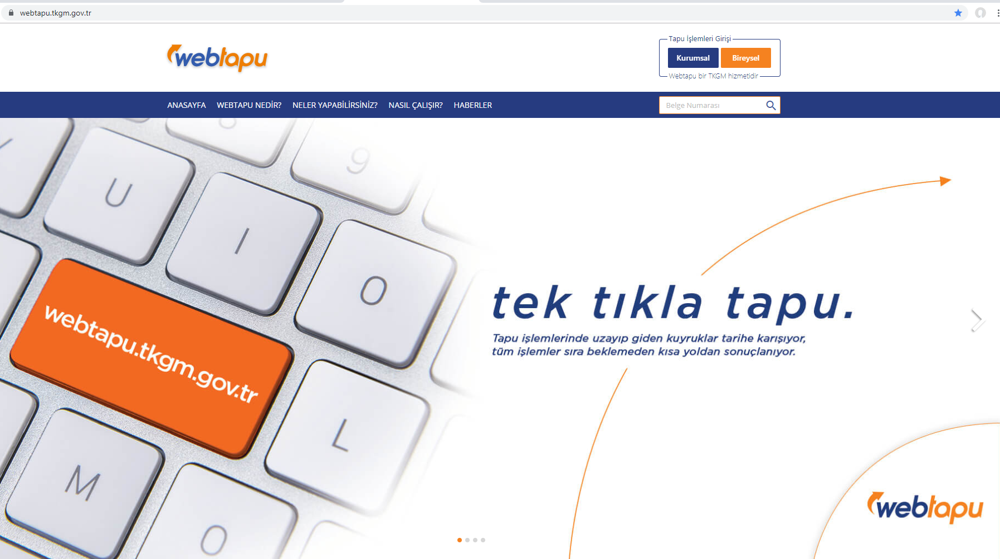 webtapu.tkgm.gov.tr
webtapu
Tapu İşlemleri Girişi
Kurumsal
Bireysel
Webtapu bir TKGM hizmetidir
ANASAYFA
WEBTAPU NEDİR?
NELER YAPABİLİRSİNİZ?
NASIL ÇALIŞIR?
HABERLER
Belge Numarası
9
U
I
O
webtapu.tkgm.gov.tr
L
M
tek tıkla tapu.
Tapu işlemlerinde uzayıp giden kuyruklar tarihe karışıyor,
tüm işlemler sıra beklemeden kısa yoldan sonuçlanıyor.
webtapu